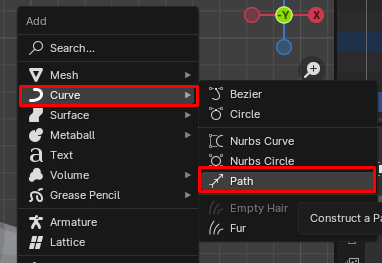 -Y
X
Add
Search...
Mesh
Curve
Surface
Metaball
Text
Volume
Grease Pencil
Armature
Lattice
Bezier
Circle
Nurbs Curve
Nurbs Circle
Path
Empty Hair
Fur
Construct a